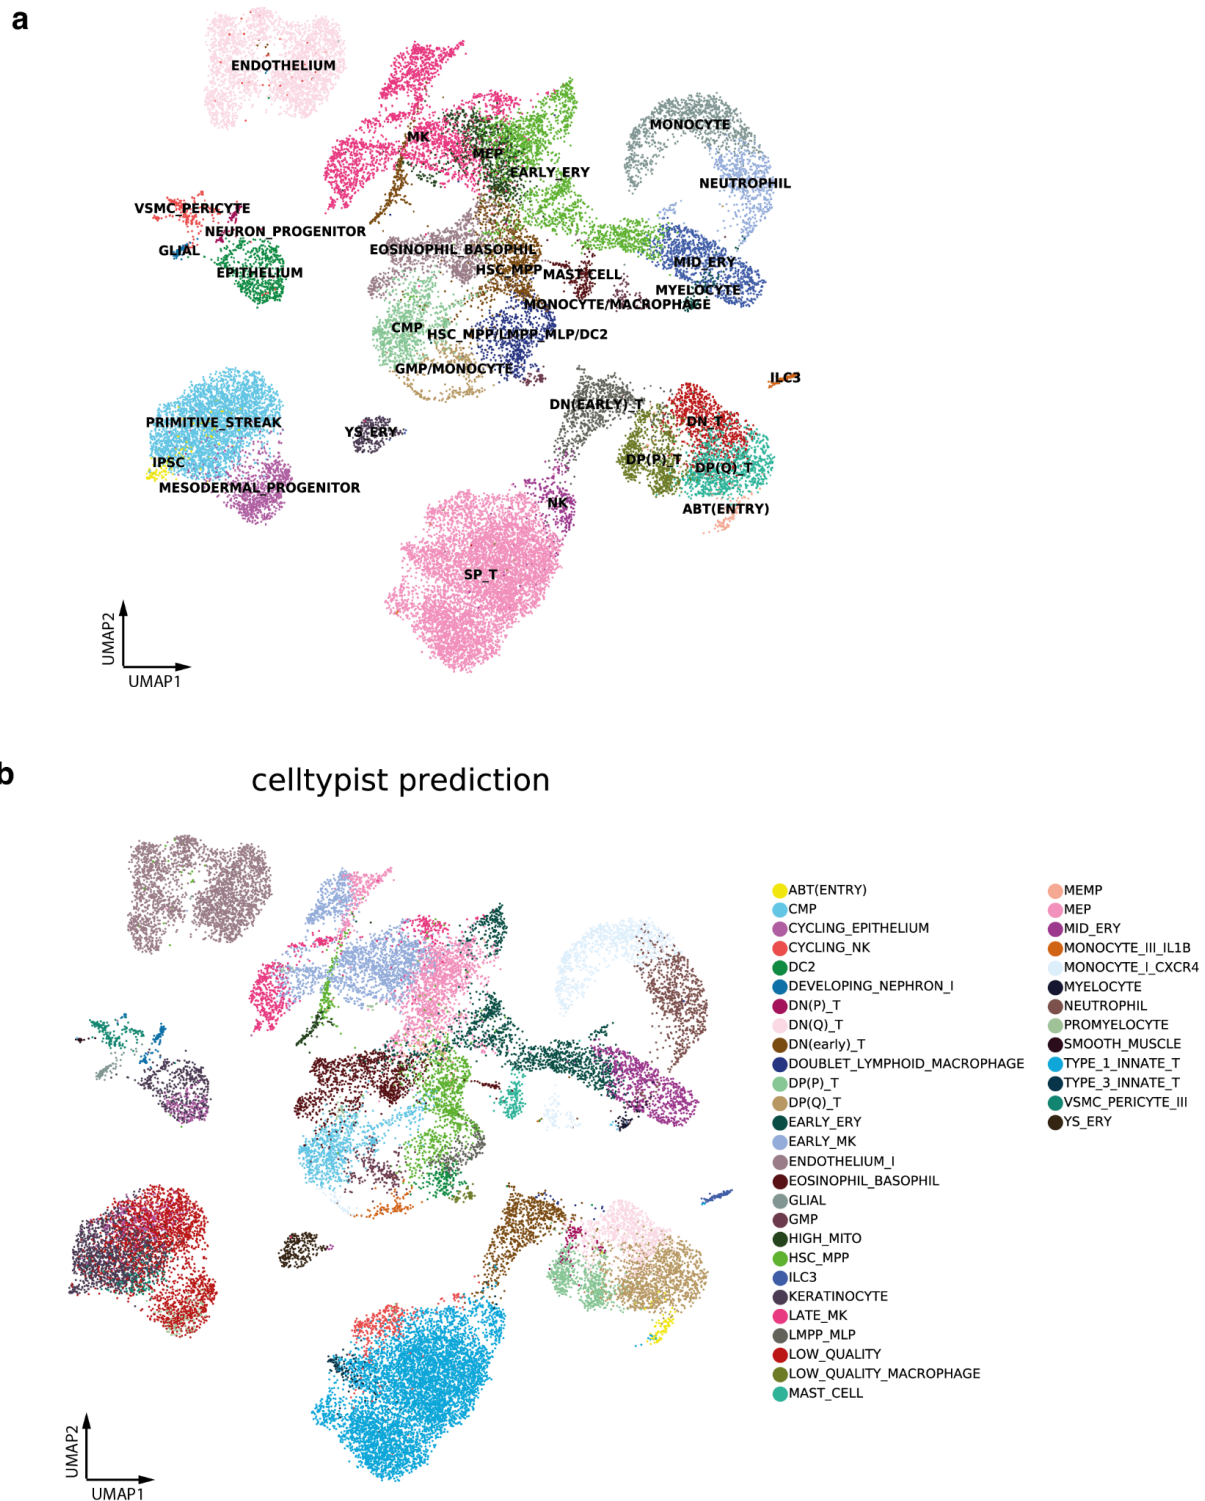 a
ENDOTHELIUM
MK
MEP
EARLY_ERY
MONOCYTE
NEUTROPHIL
VSMC_PERICYTE
NEURON_PROGENITOR
GLIAL
EPITHELIUM
EOSINOPHIL_BASOPHIL
HSC_MPP
MAST CELL
MID_ERY
MYELOCYTE
MONOCYTE/MACROPHAGE
CMP
HSC_MPP/LMPP_MLP/DC2
GMP/MONOCYTE
ILC3
DN(EARLY)_T
DN_T
PRIMITIVE_STREAK
YS_ERY
IPSC
DP(P)_T
DP(Q)_T
MESODERMAL_PROGENITOR
NK
ABT(ENTRY)
SP_T
UMAP2
UMAP1
b
celltypist prediction
ABT(ENTRY)
CMP
CYCLING_EPITHELIUM
CYCLING_NK
DC2
DEVELOPING_NEPHRON_I
DN(P)_T
DN(Q)_T
DN(early)_T
DOUBLET_LYMPHOID_MACROPHAGE
DP(P)_T
DP(Q)_T
EARLY_ERY
EARLY_MK
ENDOTHELIUM_I
EOSINOPHIL_BASOPHIL
GLIAL
GMP
HIGH_MITO
HSC_MPP
ILC3
KERATINOCYTE
LATE_MK
LMPP_MLP
LOW_QUALITY
LOW_QUALITY_MACROPHAGE
MAST_CELL
MEMP
MEP
MID_ERY
MONOCYTE_III_IL1B
MONOCYTE_I_CXCR4
MYELOCYTE
NEUTROPHIL
PROMYELOCYTE
SMOOTH_MUSCLE
TYPE_1_INNATE_T
TYPE_3_INNATE_T
VSMC_PERICYTE_III
YS_ERY
UMAP2
UMAP1